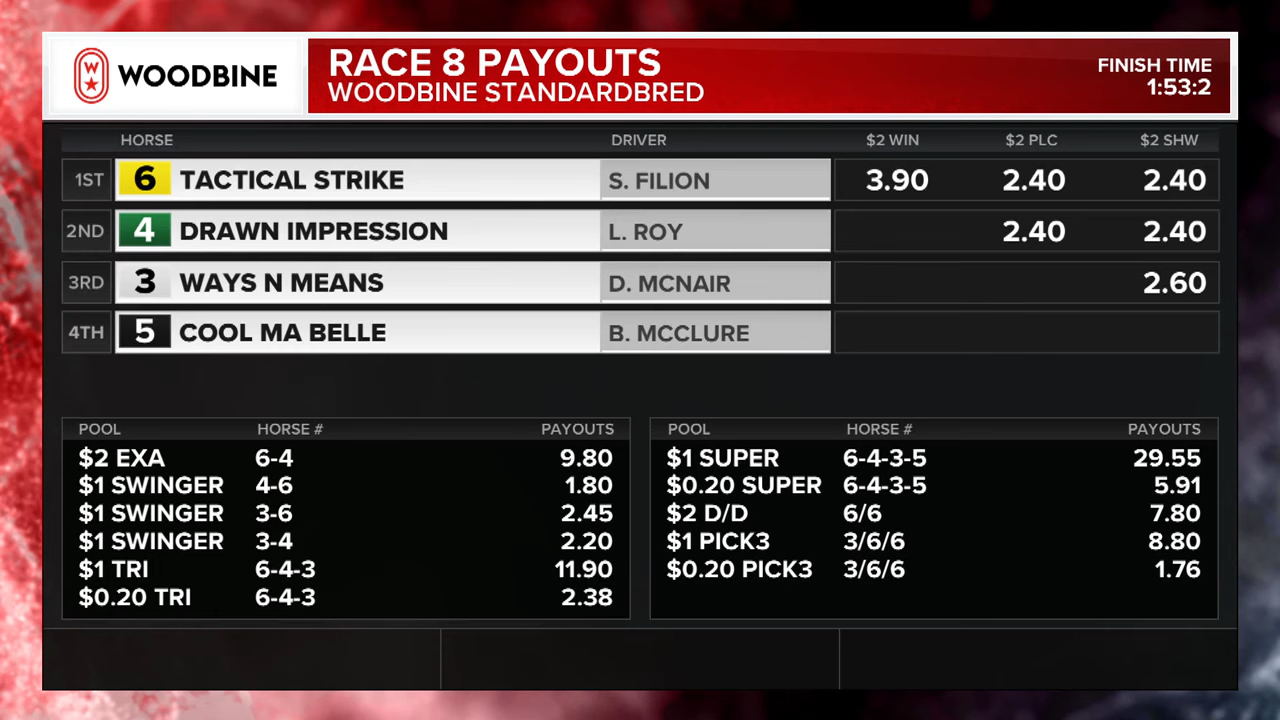 W
WOODBINE
RACE 8 PAYOUTS
WOODBINE STANDARDBRED
FINISH TIME
1:53:2
HORSE DRIVER $2 WIN $2 PLC $2 SHW
1ST 6 TACTICAL STRIKE S. FILION 3.90 2.40 2.40
2ND 4 DRAWN IMPRESSION L. ROY 2.40 2.40
3RD 3 WAYS N MEANS D. MCNAIR 2.60
4TH 5 COOL MA BELLE B. MCCLURE
POOL HORSE # PAYOUTS
$2 EXA 6-4 9.80
$1 SWINGER 4-6 1.80
$1 SWINGER 3-6 2.45
$1 SWINGER 3-4 2.20
$1 TRI 6-4-3 11.90
$0.20 TRI 6-4-3 2.38
POOL HORSE # PAYOUTS
$1 SUPER 6-4-3-5 29.55
$0.20 SUPER 6-4-3-5 5.91
$2 D/D 6/6 7.80
$1 PICK3 3/6/6 8.80
$0.20 PICK3 3/6/6 1.76